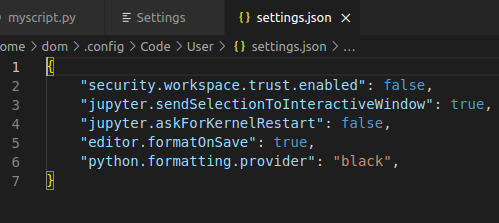 myscript.py Settings {} settings.json ×
ome > dom > .config > Code > User > {} settings.json > ...
1 {
2 "security.workspace.trust.enabled": false,
3 "jupyter.sendSelectionToInteractiveWindow": true,
4 "jupyter.askForKernelRestart": false,
5 "editor.formatOnSave": true,
6 "python.formatting.provider": "black",
7 }